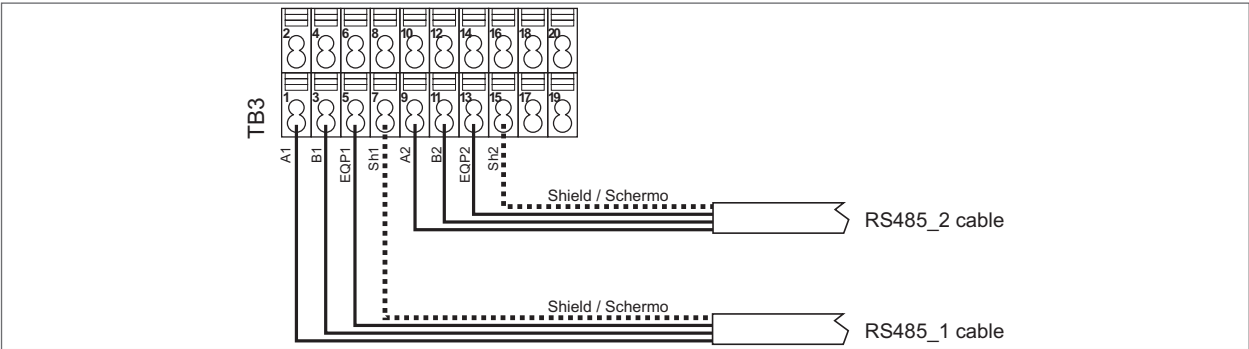 2 4 6 8 10 12 14 16 18 20
TB3
1 3 5 7 9 11 13 15 17 19
A1 B1 EQP1 Sh1 A2 B2 EQP2 Sh2
Shield / Schermo
RS485_2 cable
Shield / Schermo
RS485_1 cable